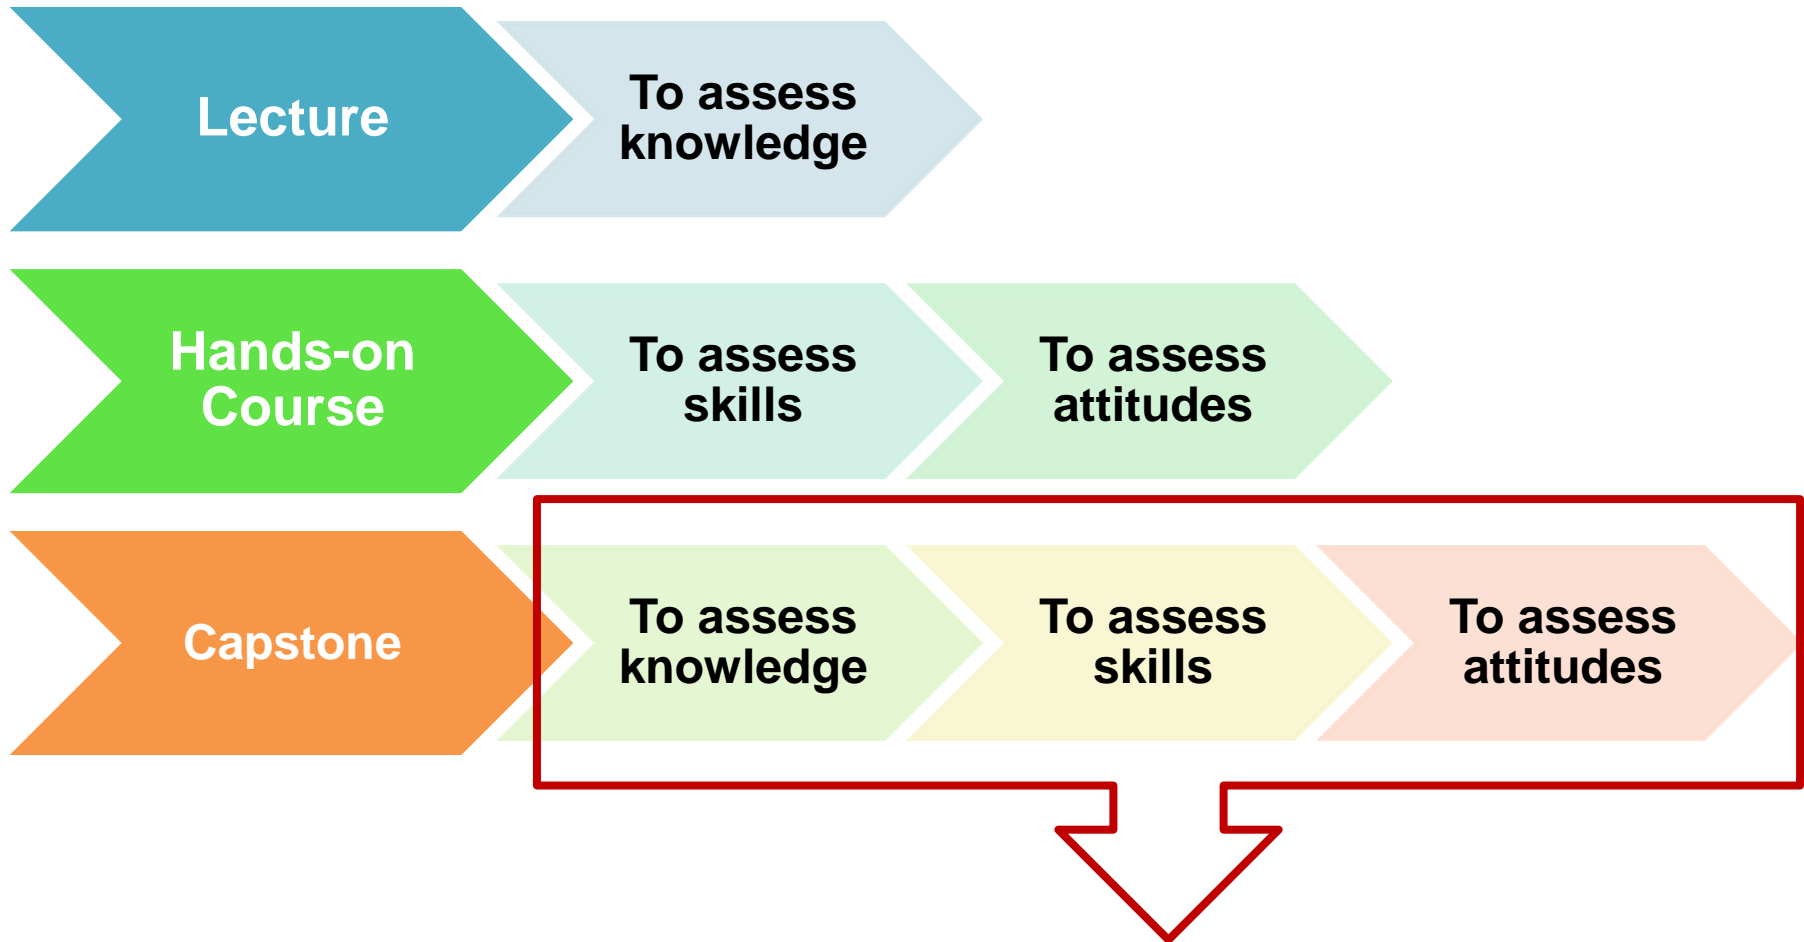 Lecture
To assess
knowledge
Hands-on
Course
To assess
skills
To assess
attitudes
Capstone
To assess
knowledge
To assess
skills
To assess
attitudes